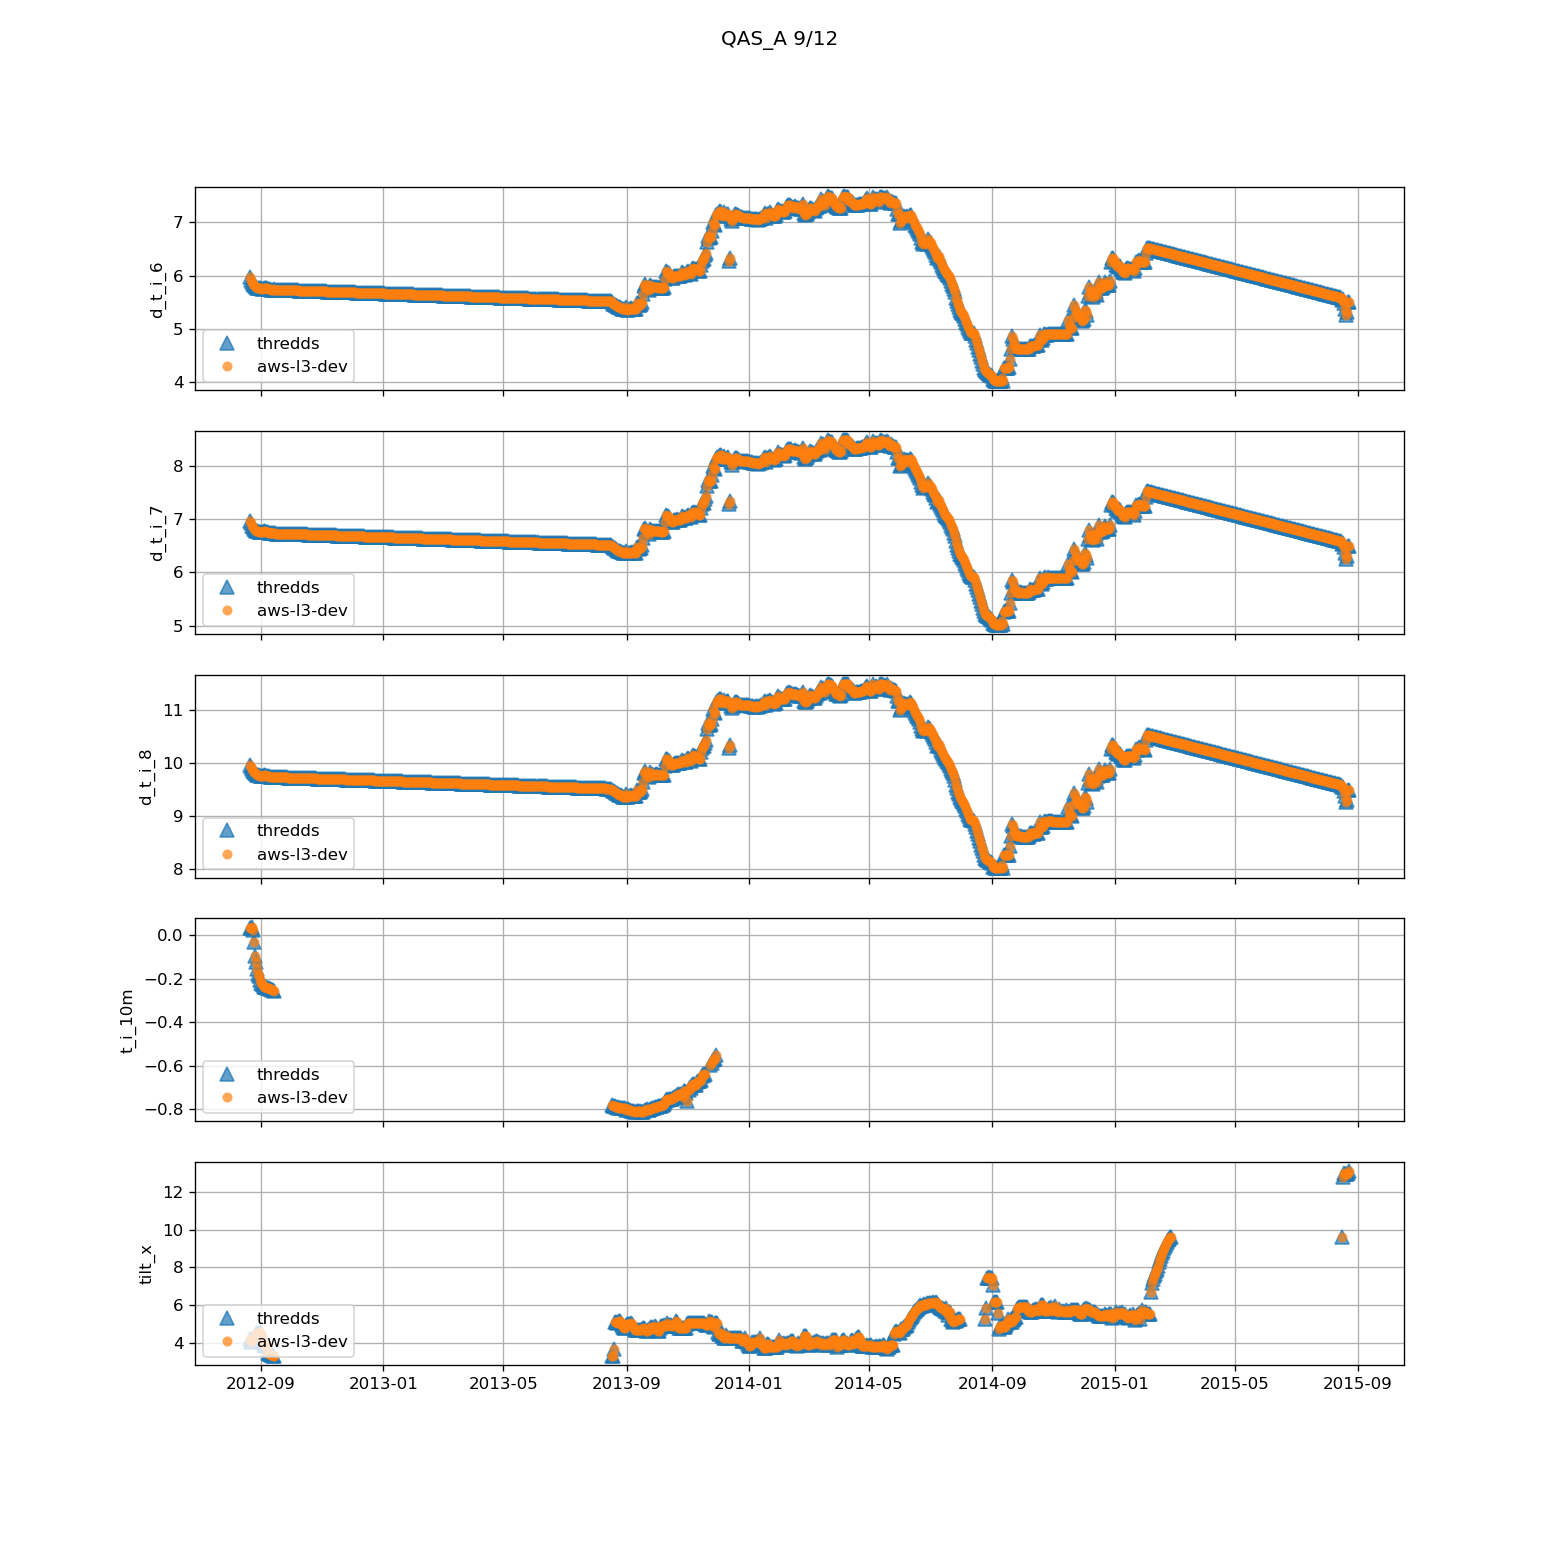 QAS_A 9/12
7
6
5
4
d_t_i_6
thredds
aws-l3-dev
8
7
6
5
d_t_i_7
thredds
aws-l3-dev
11
10
9
8
d_t_i_8
thredds
aws-l3-dev
0.0
−0.2
−0.4
−0.6
−0.8
t_i_10m
thredds
aws-l3-dev
12
10
8
6
4
tilt_x
thredds
aws-l3-dev
2012-09 2013-01 2013-05 2013-09 2014-01 2014-05 2014-09 2015-01 2015-05 2015-09